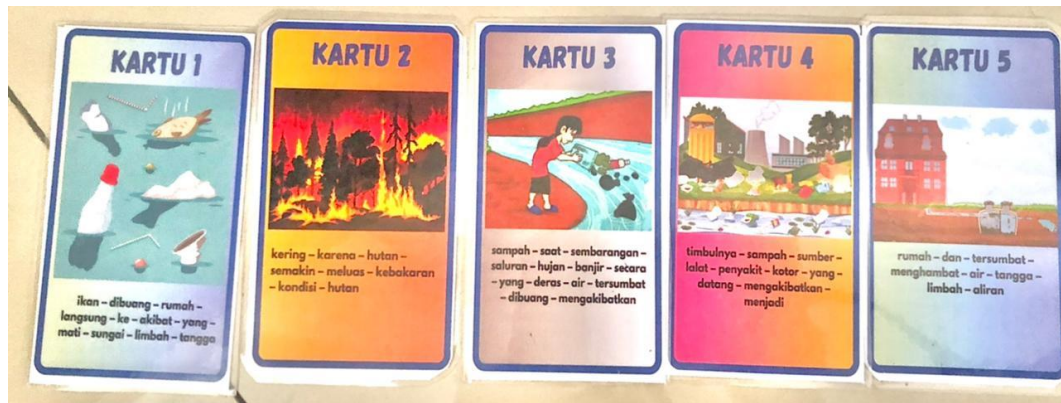 KARTU 1
ikan – dibuang – rumah –
langsung – ke – akibat – yang –
mati – sungai – limbah – tangga
KARTU 2
kering – karena – hutan –
semakin – meluas – kebakaran
– kondisi – hutan
KARTU 3
sampah – saat – sembarangan –
saluran – hujan – banjir – secara
– yang – deras – air – tersumbat
– dibuang – mengakibatkan
KARTU 4
timbulnya – sampah – sumber –
lalat – penyakit – kotor – yang –
datang – mengakibatkan –
menjadi
KARTU 5
rumah – dan – tersumbat –
menghambat – air – tangga –
limbah – aliran